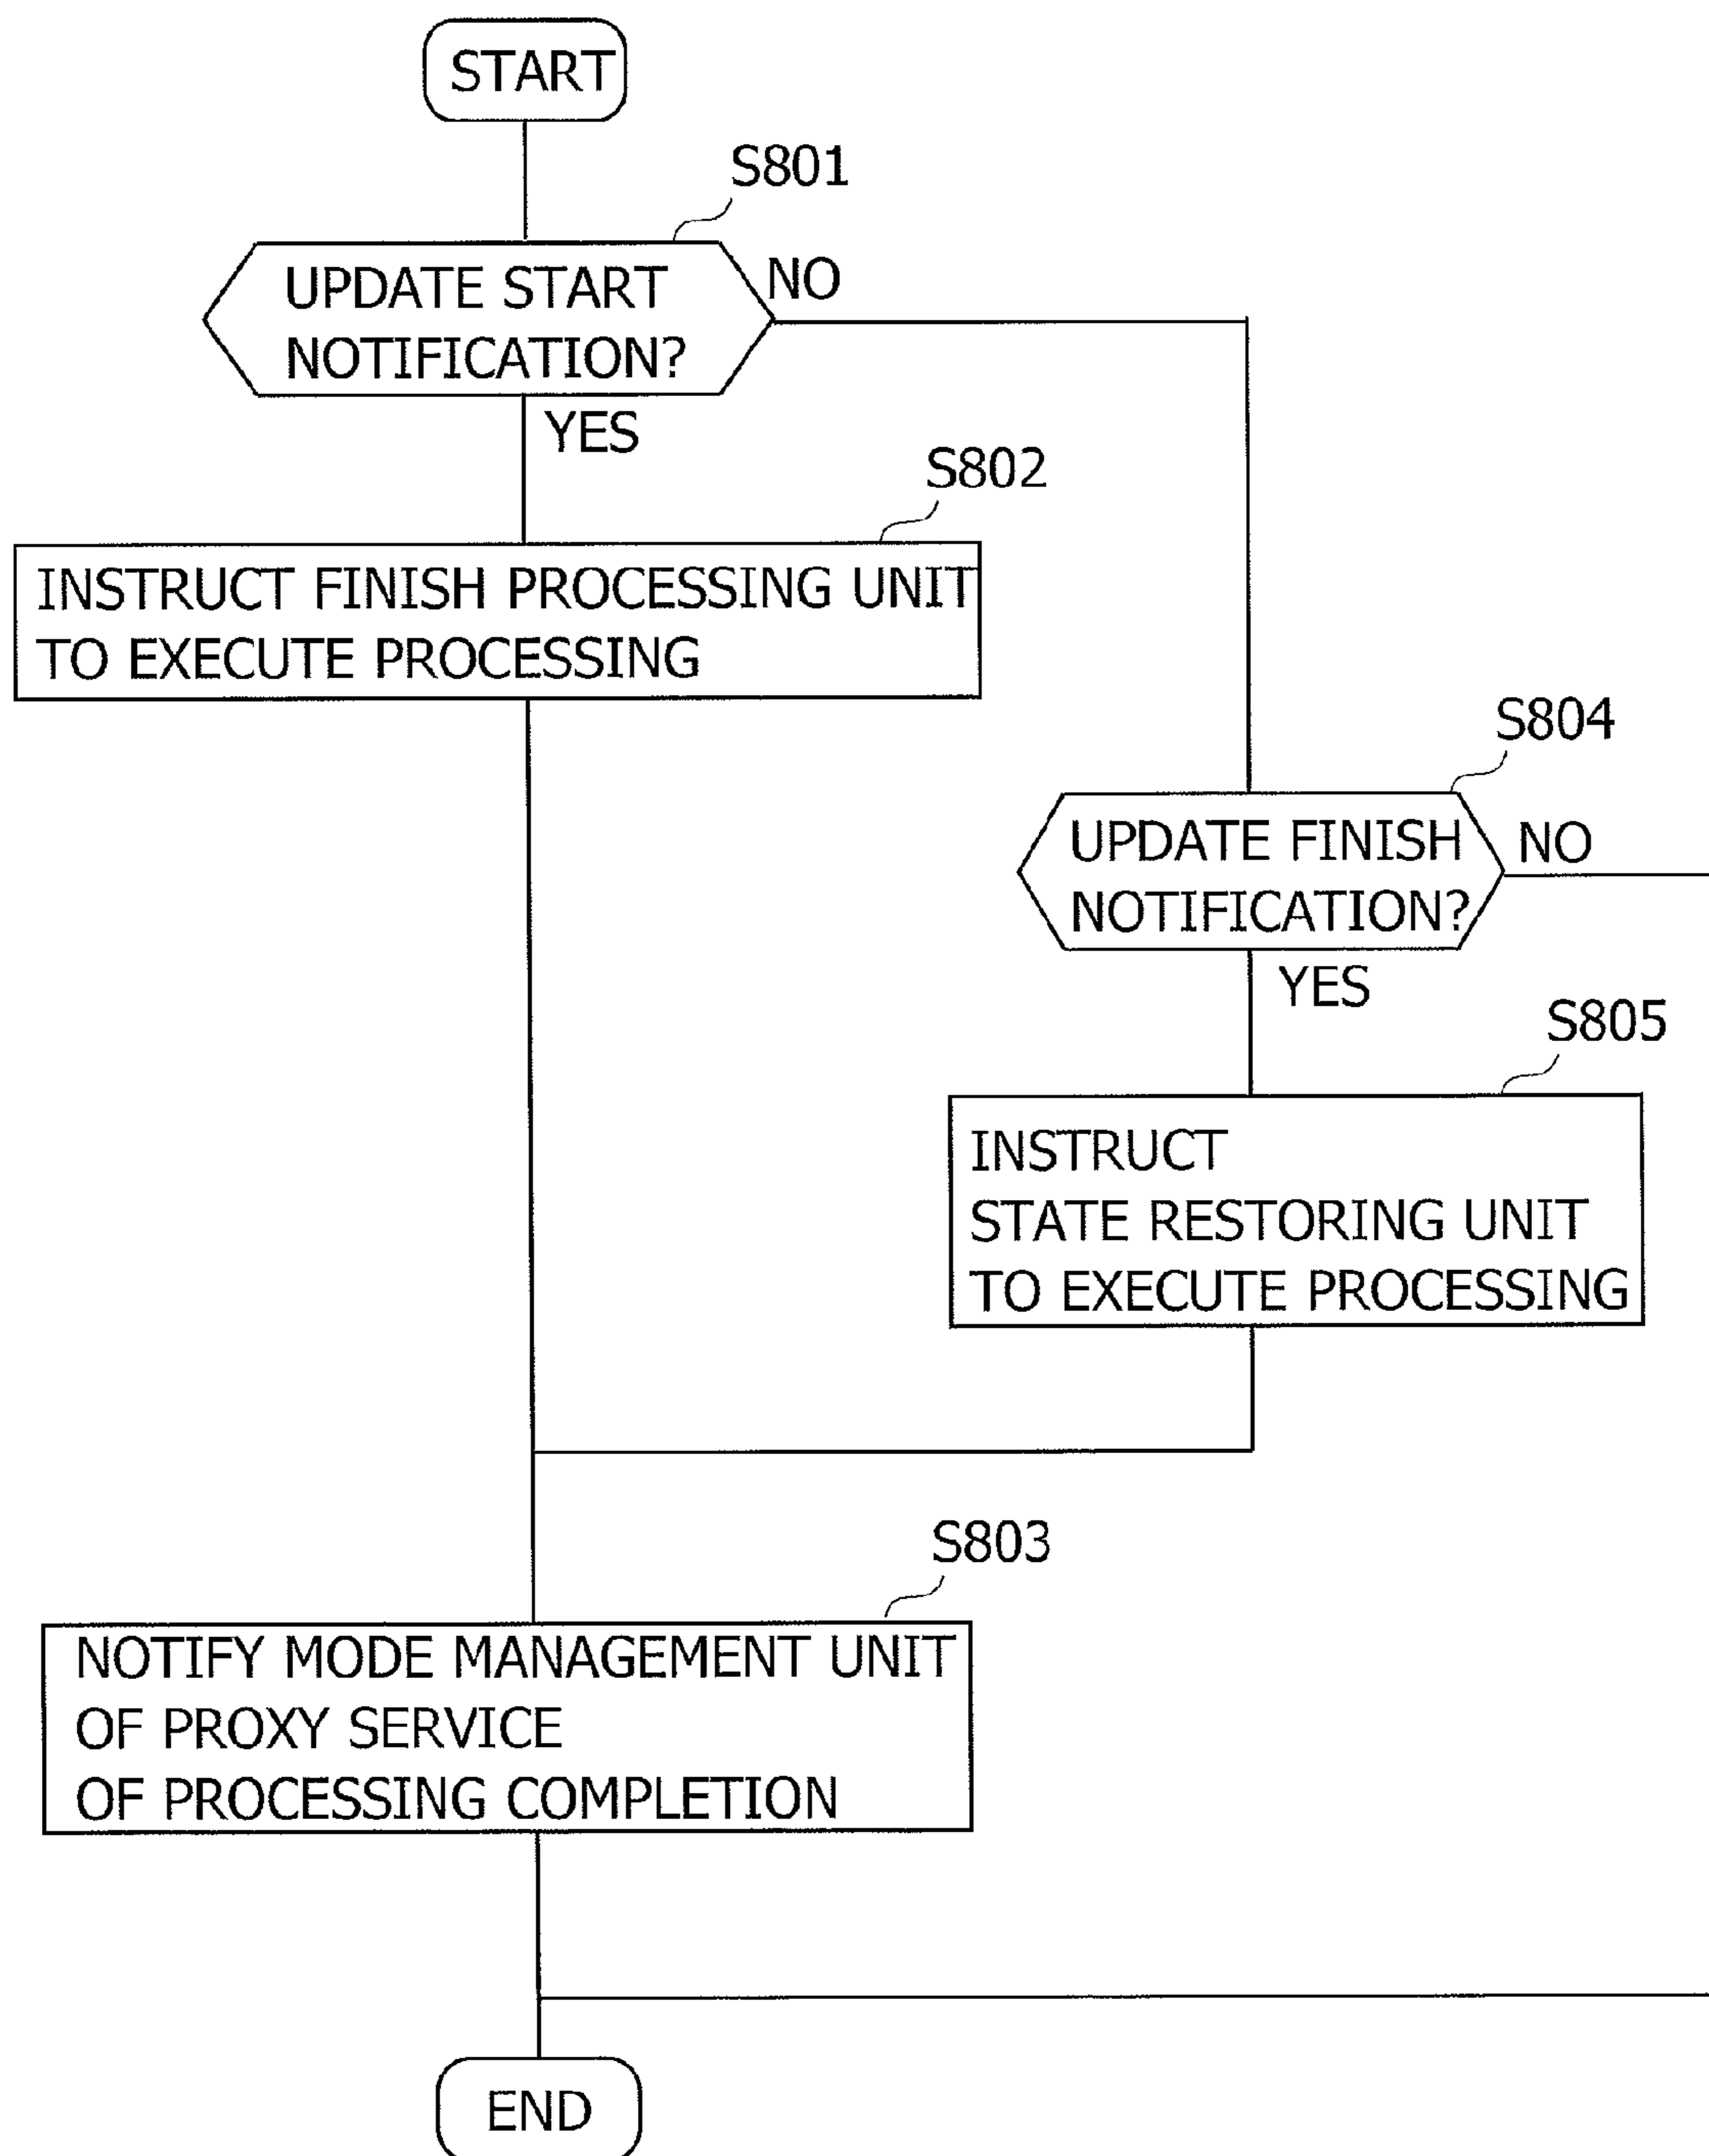 START
S801
UPDATE START
NOTIFICATION?
NO
YES
S802
INSTRUCT FINISH PROCESSING UNIT
TO EXECUTE PROCESSING
S804
UPDATE FINISH
NOTIFICATION?
NO
YES
S805
INSTRUCT
STATE RESTORING UNIT
TO EXECUTE PROCESSING
S803
NOTIFY MODE MANAGEMENT UNIT
OF PROXY SERVICE
OF PROCESSING COMPLETION
END